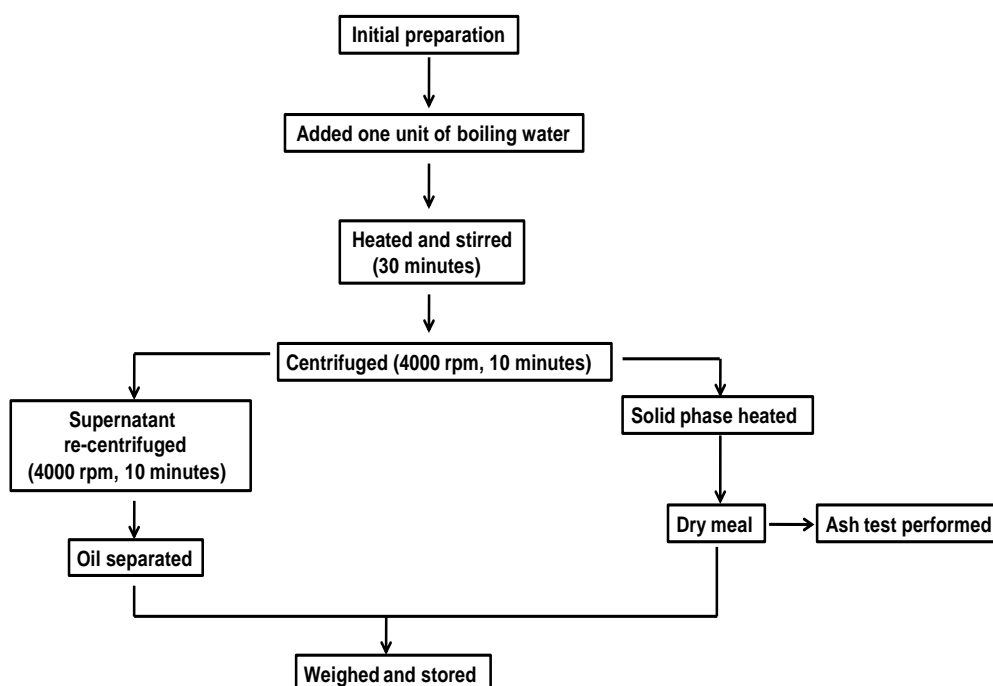 Initial preparation
Added one unit of boiling water
Heated and stirred
(30 minutes)
Centrifuged (4000 rpm, 10 minutes)
Supernatant
re-centrifuged
(4000 rpm, 10 minutes)
Oil separated
Solid phase heated
Dry meal
Ash test performed
Weighed and stored